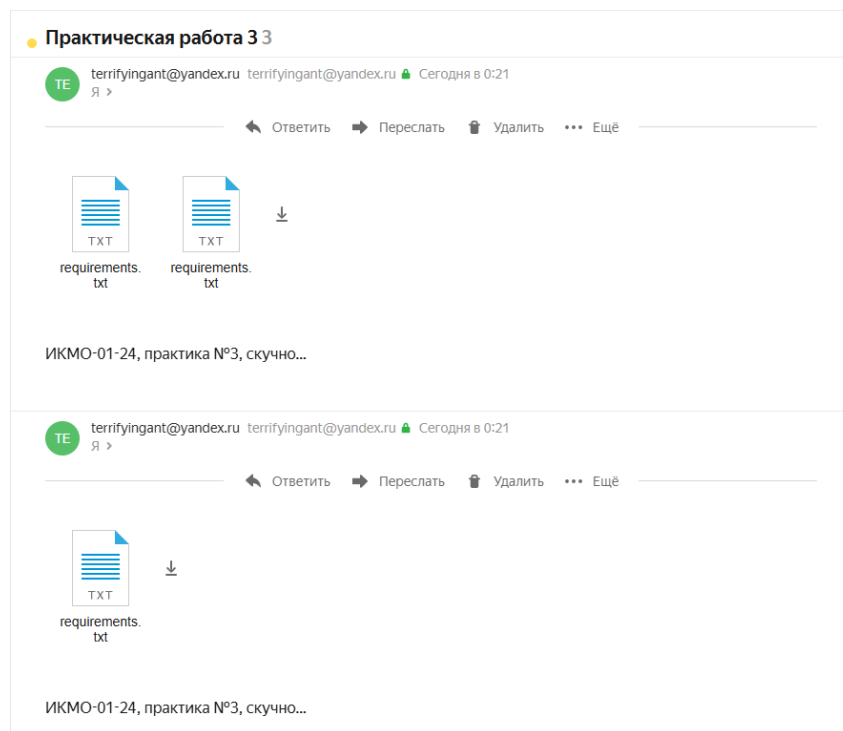 Практическая работа 3 3
TE terrifyingant@yandex.ru terrifyingant@yandex.ru Сегодня в 0:21
Я >
Ответить Переслать Удалить ••• Ещё
TXT TXT
requirements. requirements.
txt txt
ИКМО-01-24, практика №3, скучно...
TE terrifyingant@yandex.ru terrifyingant@yandex.ru Сегодня в 0:21
Я >
Ответить Переслать Удалить ••• Ещё
TXT
requirements.
txt
ИКМО-01-24, практика №3, скучно...